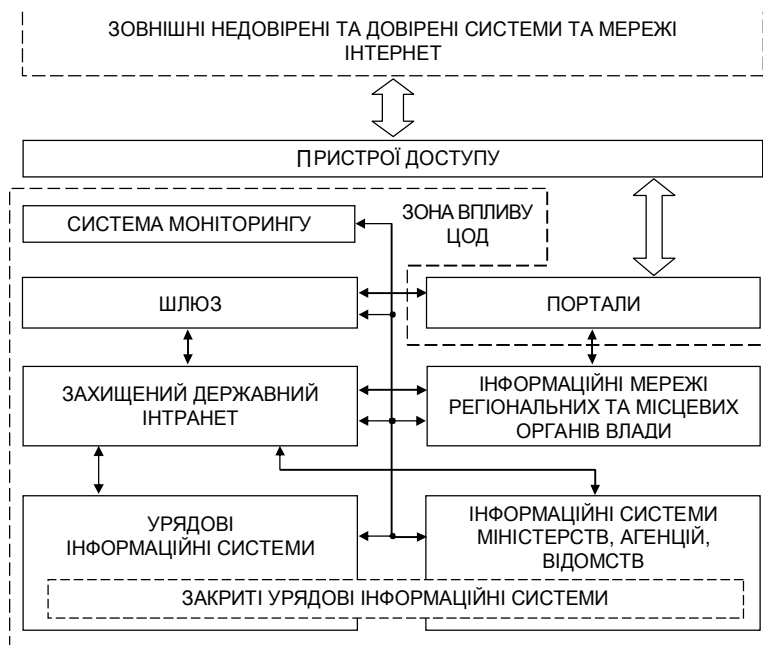 ЗОВНІШНІ НЕДОВІРЕНІ ТА ДОВІРЕНІ СИСТЕМИ ТА МЕРЕЖІ
ІНТЕРНЕТ
ПРИСТРОЇ ДОСТУПУ
СИСТЕМА МОНІТОРИНГУ
ЗОНА ВПЛИВУ
ЦОД
ШЛЮЗ
ПОРТАЛИ
ЗАХИЩЕНИЙ ДЕРЖАВНИЙ
ІНТРАНЕТ
ІНФОРМАЦІЙНІ МЕРЕЖІ
РЕГІОНАЛЬНИХ ТА МІСЦЕВИХ
ОРГАНІВ ВЛАДИ
УРЯДОВІ
ІНФОРМАЦІЙНІ СИСТЕМИ
ІНФОРМАЦІЙНІ СИСТЕМИ
МІНІСТЕРСТВ, АГЕНЦІЙ,
ВІДОМСТВ
ЗАКРИТІ УРЯДОВІ ІНФОРМАЦІЙНІ СИСТЕМИ